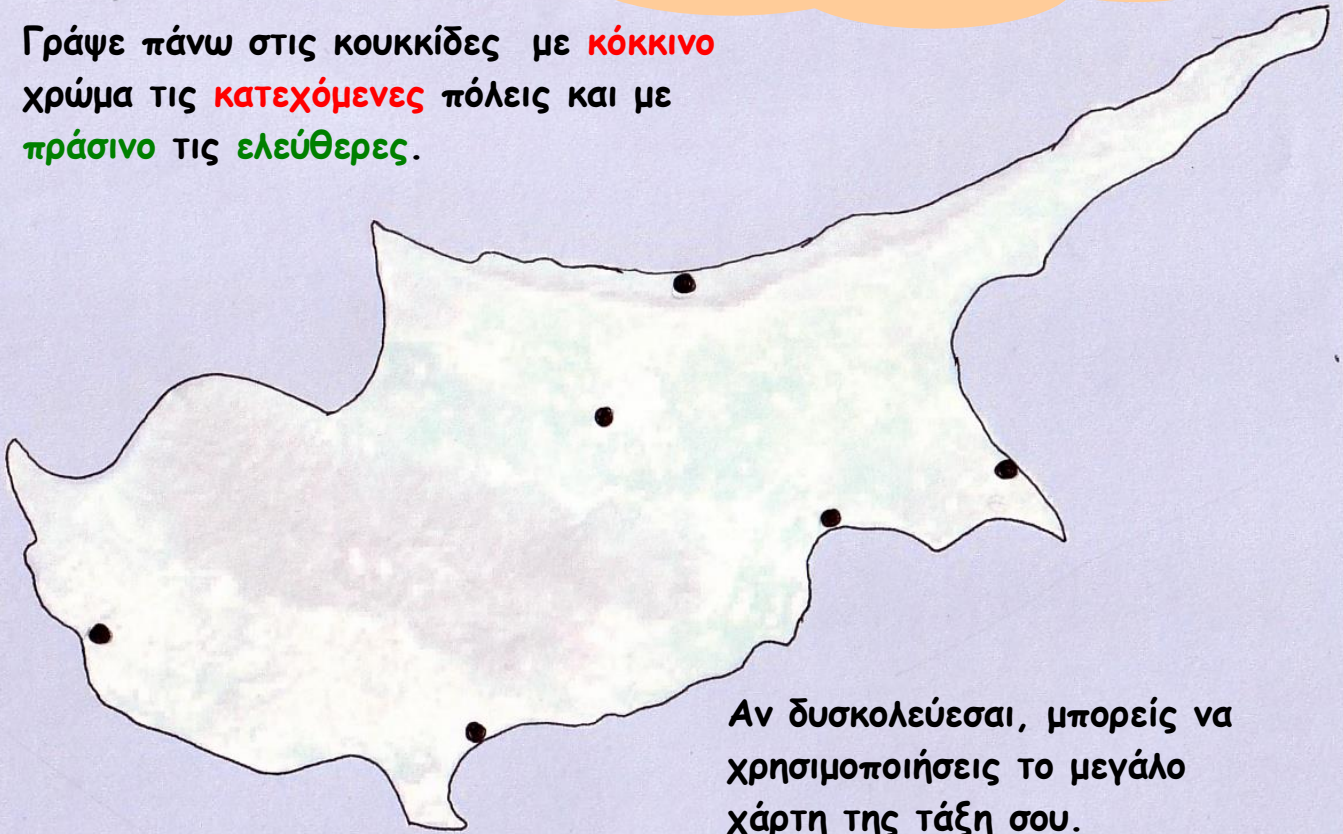 Γράψε πάνω στις κουκκίδες με κόκκινο
χρώμα τις κατεχόμενες πόλεις και με
πράσινο τις ελεύθερες.
Αν δυσκολεύεσαι, μπορείς να
χρησιμοποιήσεις το μεγάλο
χάρτη της τάξη σου.